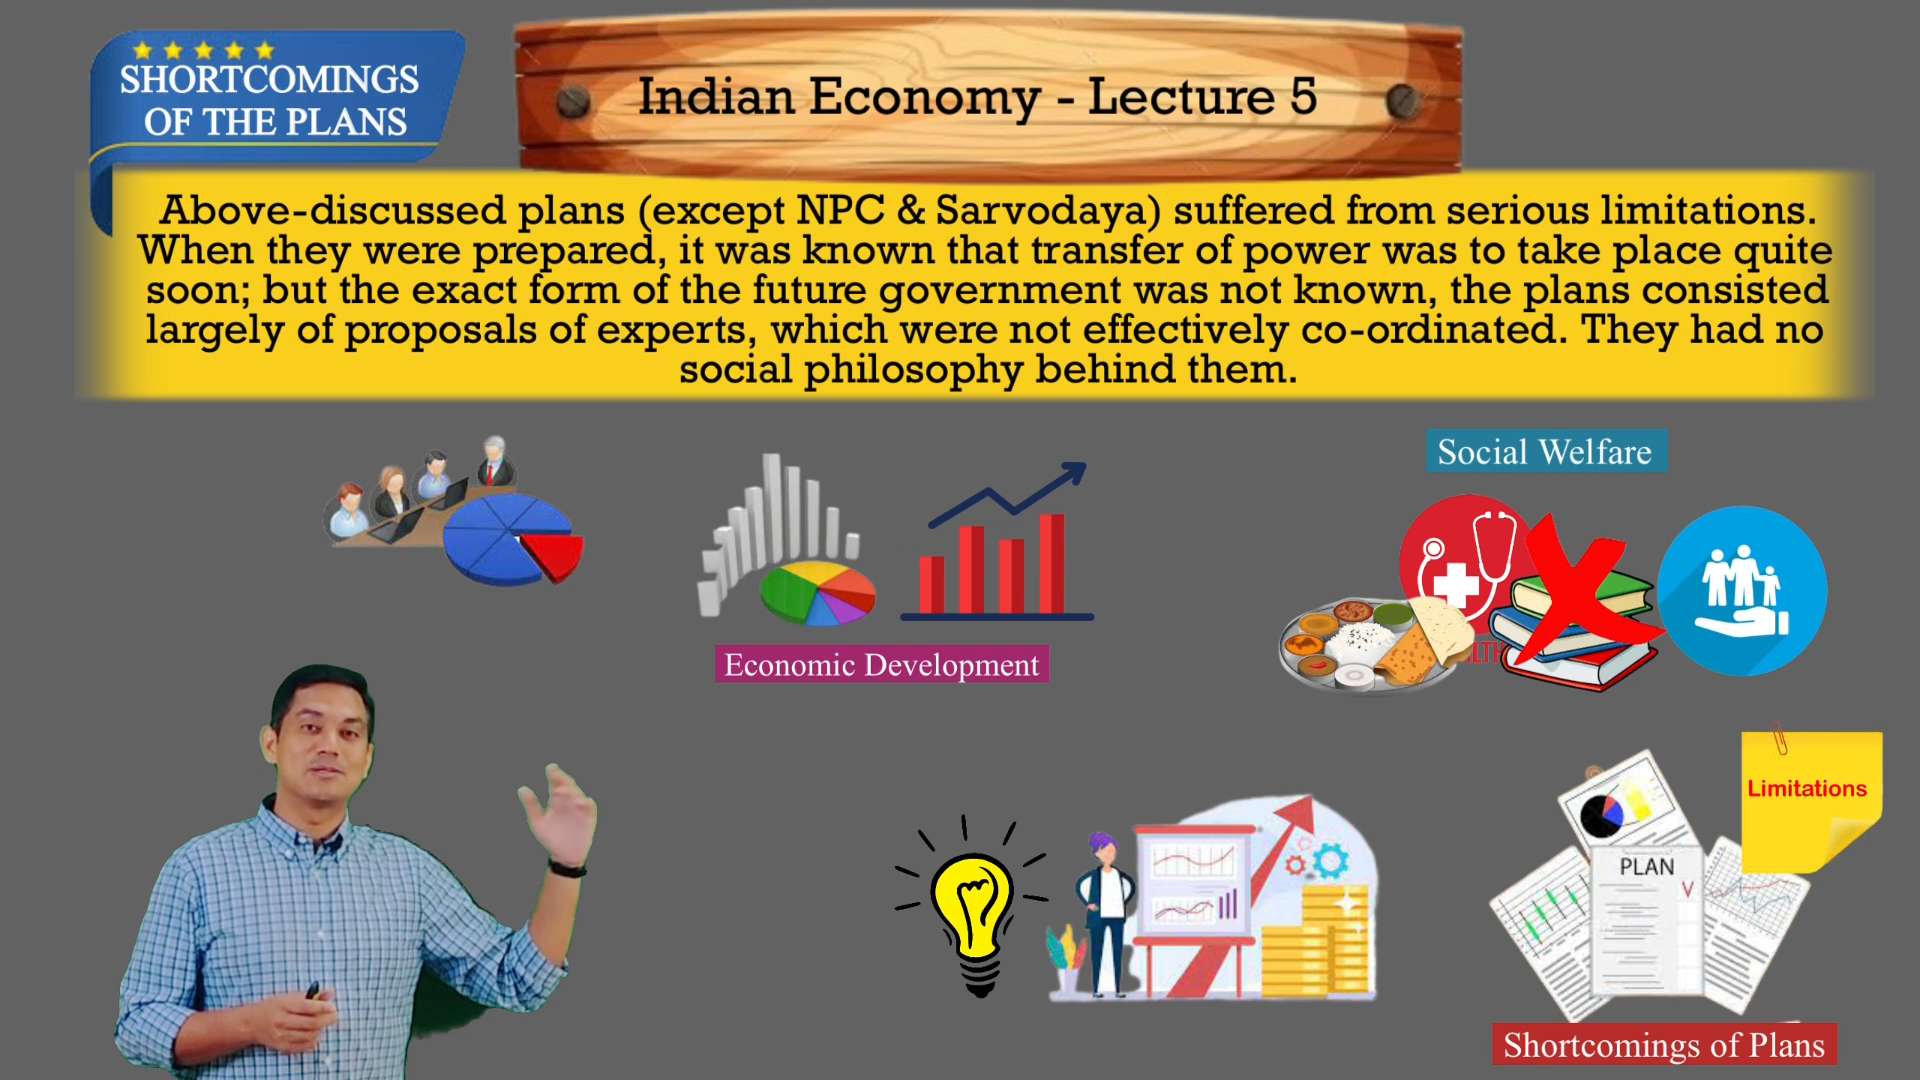 SHORTCOMINGS
OF THE PLANS
Indian Economy - Lecture 5
Above-discussed plans (except NPC & Sarvodaya) suffered from serious limitations.
When they were prepared, it was known that transfer of power was to take place quite
soon; but the exact form of the future government was not known, the plans consisted
largely of proposals of experts, which were not effectively co-ordinated. They had no
social philosophy behind them.
Social Welfare
Economic Development
Limitations
PLAN
Shortcomings of Plans